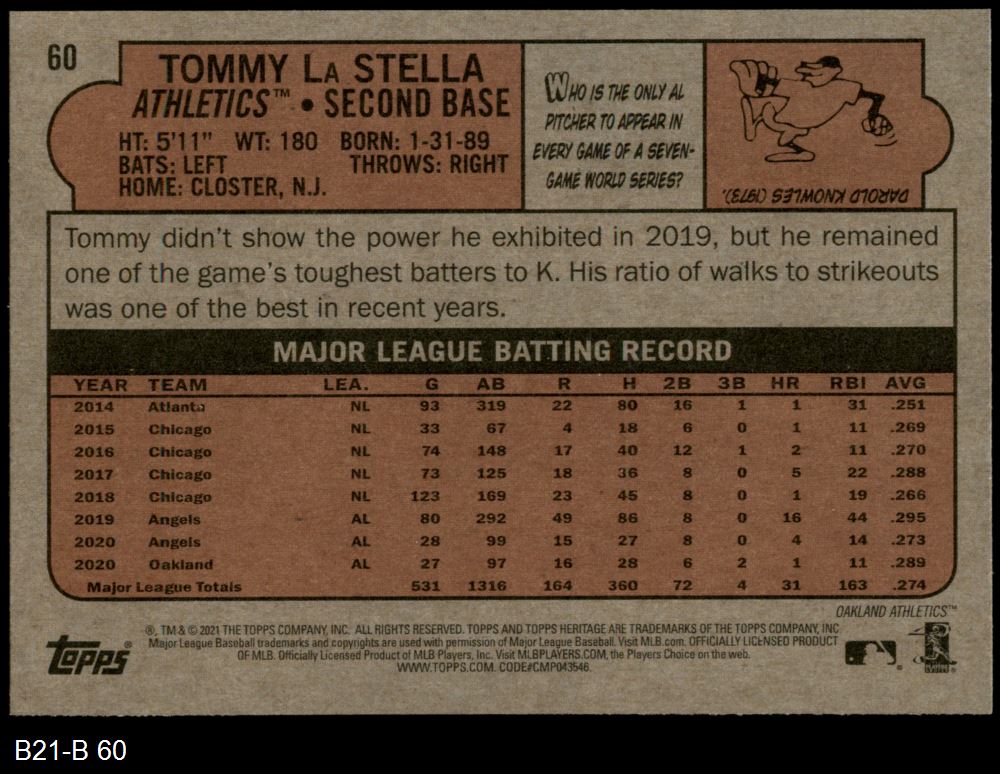 60
TOMMY LA STELLA
ATHLETICS™ • SECOND BASE
HT: 5'11" WT: 180 BORN: 1-31-89
BATS: LEFT THROWS: RIGHT
HOME: CLOSTER, N.J.
WHO IS THE ONLY AL
PITCHER TO APPEAR IN
EVERY GAME OF A SEVEN-
GAME WORLD SERIES?
DAROLD KNOWLES (1973).
Tommy didn't show the power he exhibited in 2019, but he remained
one of the game's toughest batters to K. His ratio of walks to strikeouts
was one of the best in recent years.
MAJOR LEAGUE BATTING RECORD
YEAR TEAM LEA. G AB R H 2B 3B HR RBI AVG
2014 Atlanta NL 93 319 22 80 16 1 1 31 .251
2015 Chicago NL 33 67 4 18 6 0 1 11 .269
2016 Chicago NL 74 148 17 40 12 1 2 11 .270
2017 Chicago NL 73 125 18 36 8 0 5 22 .288
2018 Chicago NL 123 169 23 45 8 0 1 19 .266
2019 Angels AL 80 292 49 86 8 0 16 44 .295
2020 Angels AL 28 99 15 27 8 0 4 14 .273
2020 Oakland AL 27 97 16 28 6 2 1 11 .289
Major League Totals 531 1316 164 360 72 4 31 163 .274
OAKLAND ATHLETICS™
®, TM & © 2021 THE TOPPS COMPANY, INC. ALL RIGHTS RESERVED. TOPPS AND TOPPS HERITAGE ARE TRADEMARKS OF THE TOPPS COMPANY, INC.
Major League Baseball trademarks and copyrights are used with permission of Major League Baseball. Visit MLB.com. OFFICIALLY LICENSED PRODUCT
OF MLB. Officially Licensed Product of MLB Players, Inc. Visit MLBPLAYERS.COM, the Players Choice on the web.
WWW.TOPPS.COM. CODE#CMP043546.
TOPPS®
B21-B 60